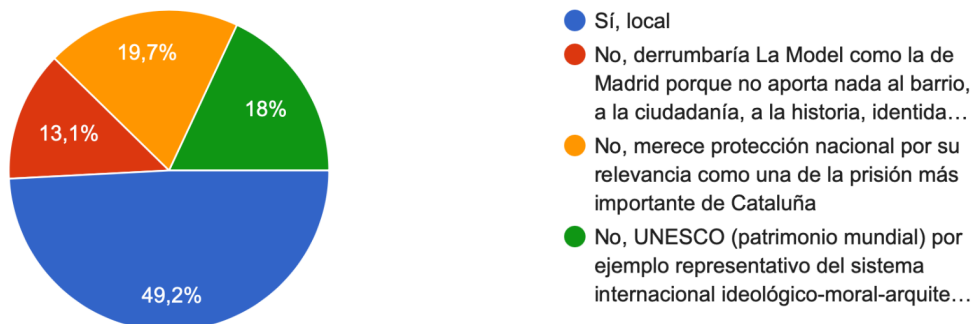 19,7%
18%
13,1%
49,2%
Sí, local
No, derrumbaría La Model como la de
Madrid porque no aporta nada al barrio,
a la ciudadanía, a la historia, identida…
No, merece protección nacional por su
relevancia como una de la prisión más
importante de Cataluña
No, UNESCO (patrimonio mundial) por
ejemplo representativo del sistema
internacional ideológico-moral-arquite…